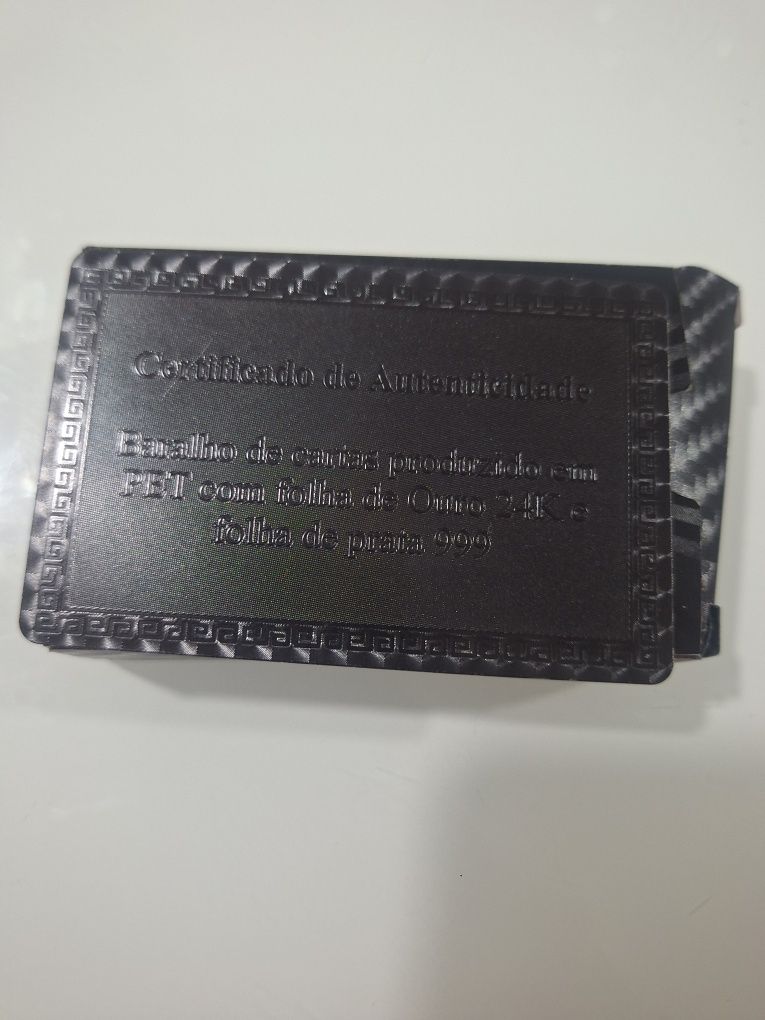 Certificado de Autenticidade
Baralho de cartas produzido em
PET com folha de Ouro 24K e
folha de prata 999